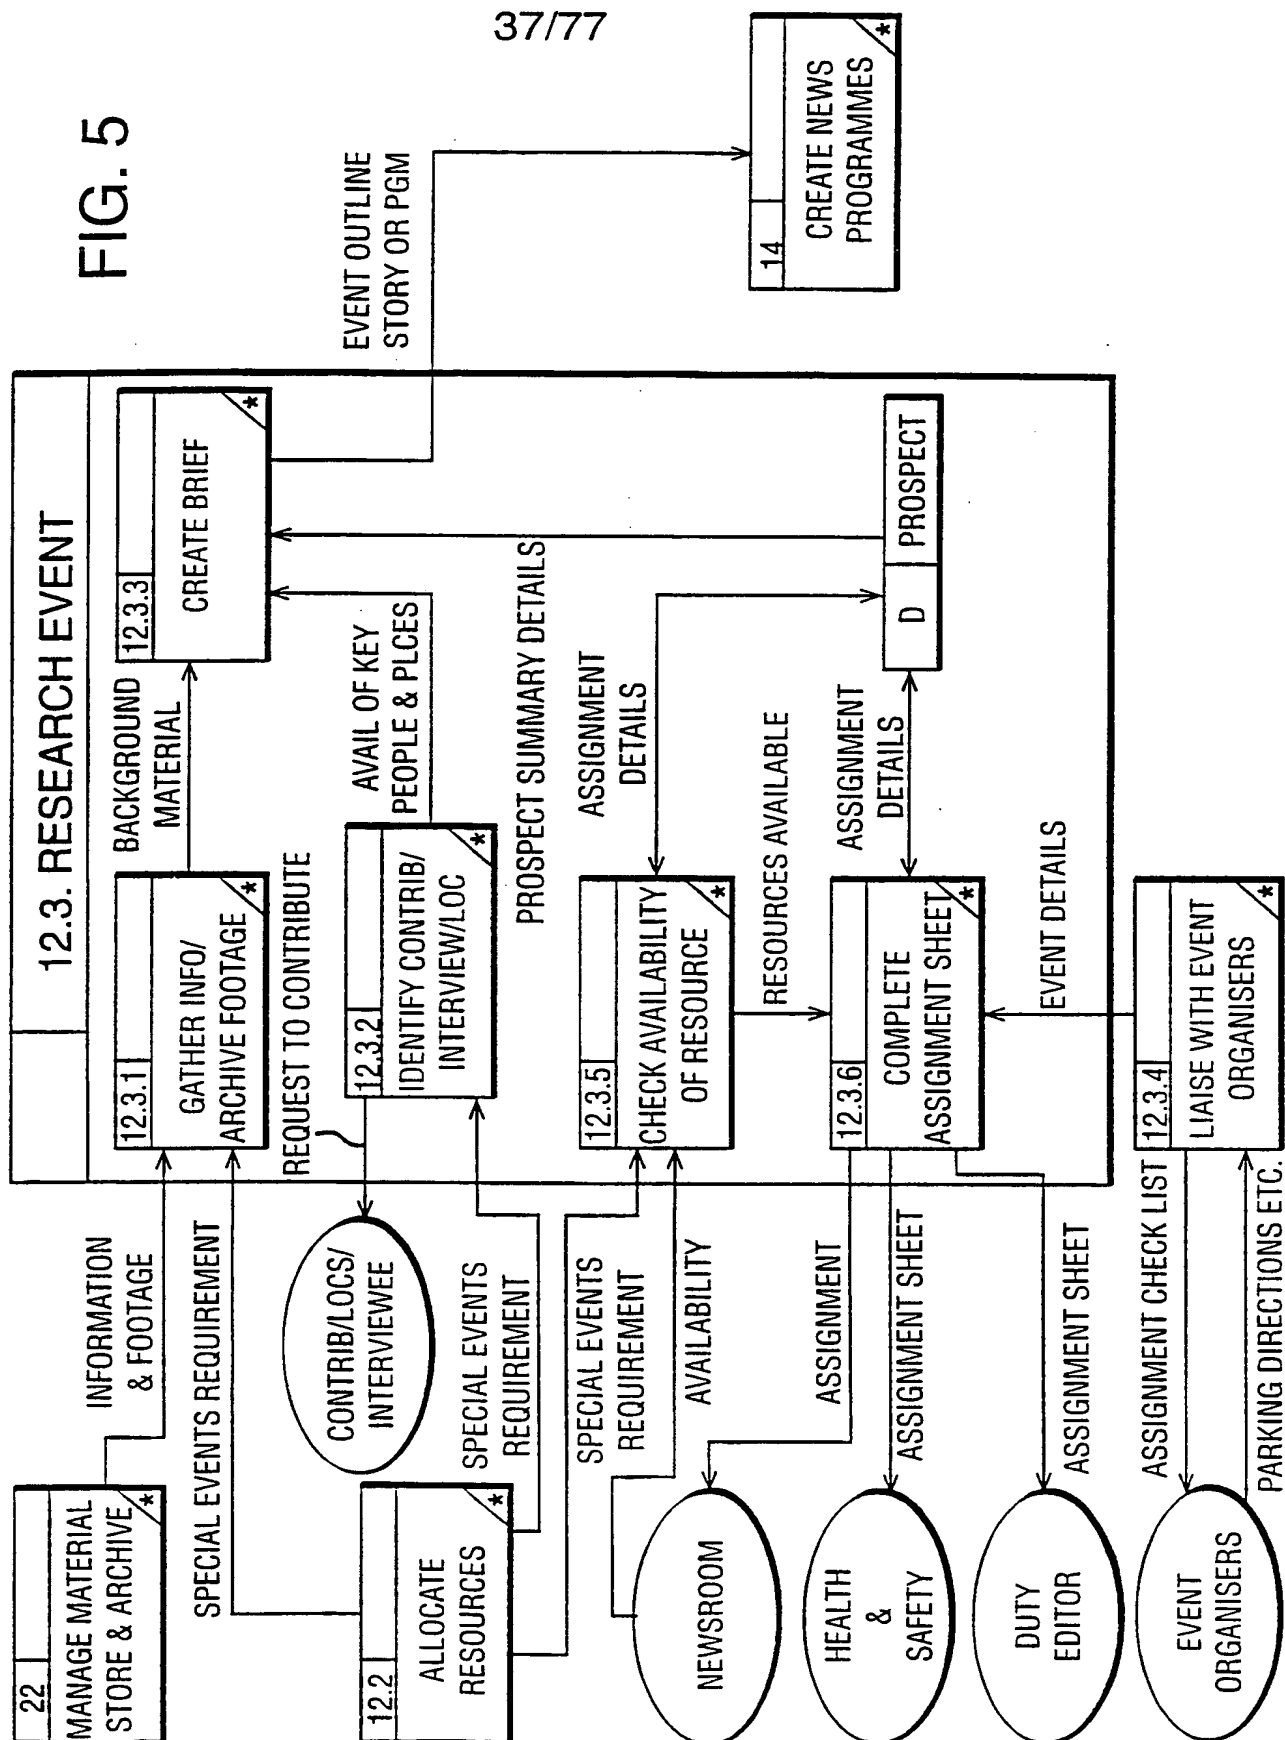 37/77
FIG. 5
12.3. RESEARCH EVENT
22
MANAGE MATERIAL
STORE & ARCHIVE
*
INFORMATION
& FOOTAGE
SPECIAL EVENTS REQUIREMENT
12.3.1
GATHER INFO/
ARCHIVE FOOTAGE
*
BACKGROUND
MATERIAL
12.3.3
CREATE BRIEF
*
EVENT OUTLINE
STORY OR PGM
14
CREATE NEWS
PROGRAMMES
*
REQUEST TO CONTRIBUTE
CONTRIB/LOCS/
INTERVIEWEE
12.3.2
IDENTIFY CONTRIB/
INTERVIEW/LOC
*
AVAIL OF KEY
PEOPLE & PLCES
12.2
ALLOCATE
RESOURCES
*
SPECIAL EVENTS
REQUIREMENT
PROSPECT SUMMARY DETAILS
SPECIAL EVENTS
REQUIREMENT
12.3.5
CHECK AVAILABILITY
OF RESOURCE
*
ASSIGNMENT
DETAILS
AVAILABILITY
RESOURCES AVAILABLE
NEWSROOM
ASSIGNMENT
12.3.6
COMPLETE
ASSIGNMENT SHEET
*
ASSIGNMENT
DETAILS
D
PROSPECT
HEALTH
&
SAFETY
ASSIGNMENT SHEET
DUTY
EDITOR
ASSIGNMENT SHEET
EVENT DETAILS
EVENT
ORGANISERS
ASSIGNMENT CHECK LIST
PARKING DIRECTIONS ETC.
12.3.4
LIAISE WITH EVENT
ORGANISERS
*